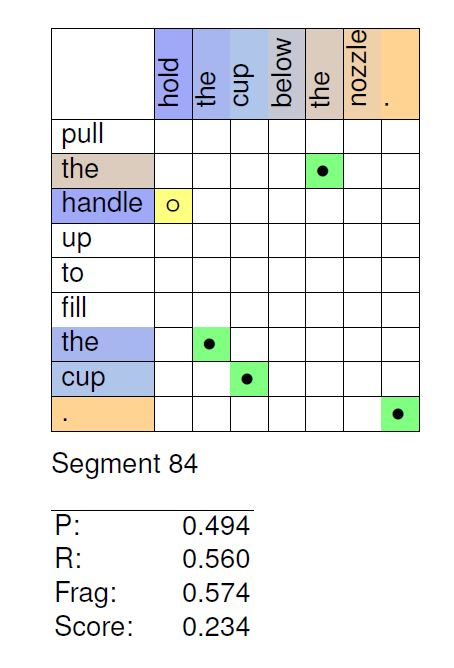 hold the cup below the nozzle .
pull
the
handle
up
to
fill
the
cup
.
Segment 84
P: 0.494
R: 0.560
Frag: 0.574
Score: 0.234